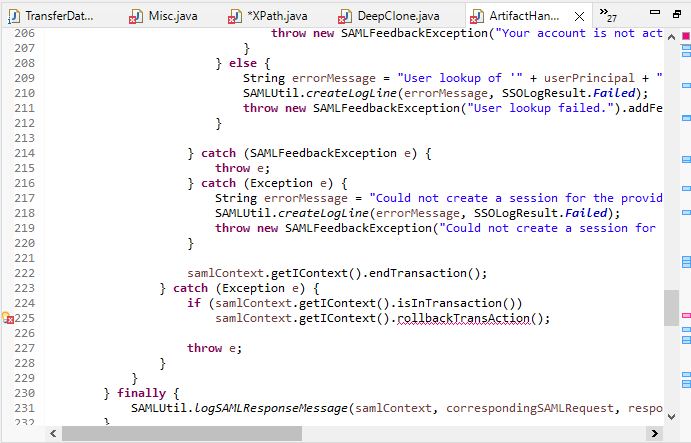 TransferDat... Misc.java *XPath.java DeepClone.java ArtifactHan... »27
206 throw new SAMLFeedbackException("Your account is not act
207 }
208 } else {
209 String errorMessage = "User lookup of '" + userPrincipal + "
210 SAMLUtil.createLogLine(errorMessage, SSOLogResult.Failed);
211 throw new SAMLFeedbackException("User lookup failed.").addFe
212 }
213
214 } catch (SAMLFeedbackException e) {
215 throw e;
216 } catch (Exception e) {
217 String errorMessage = "Could not create a session for the provid
218 SAMLUtil.createLogLine(errorMessage, SSOLogResult.Failed);
219 throw new SAMLFeedbackException("Could not create a session for
220 }
221
222 samlContext.getIContext().endTransaction();
223 } catch (Exception e) {
224 if (samlContext.getIContext().isInTransaction())
225 samlContext.getIContext().rollbackTransAction();
226
227 throw e;
228 }
229 }
230 } finally {
231 SAMLUtil.logSAMLResponseMessage(samlContext, correspondingSAMLRequest, respo
232 }